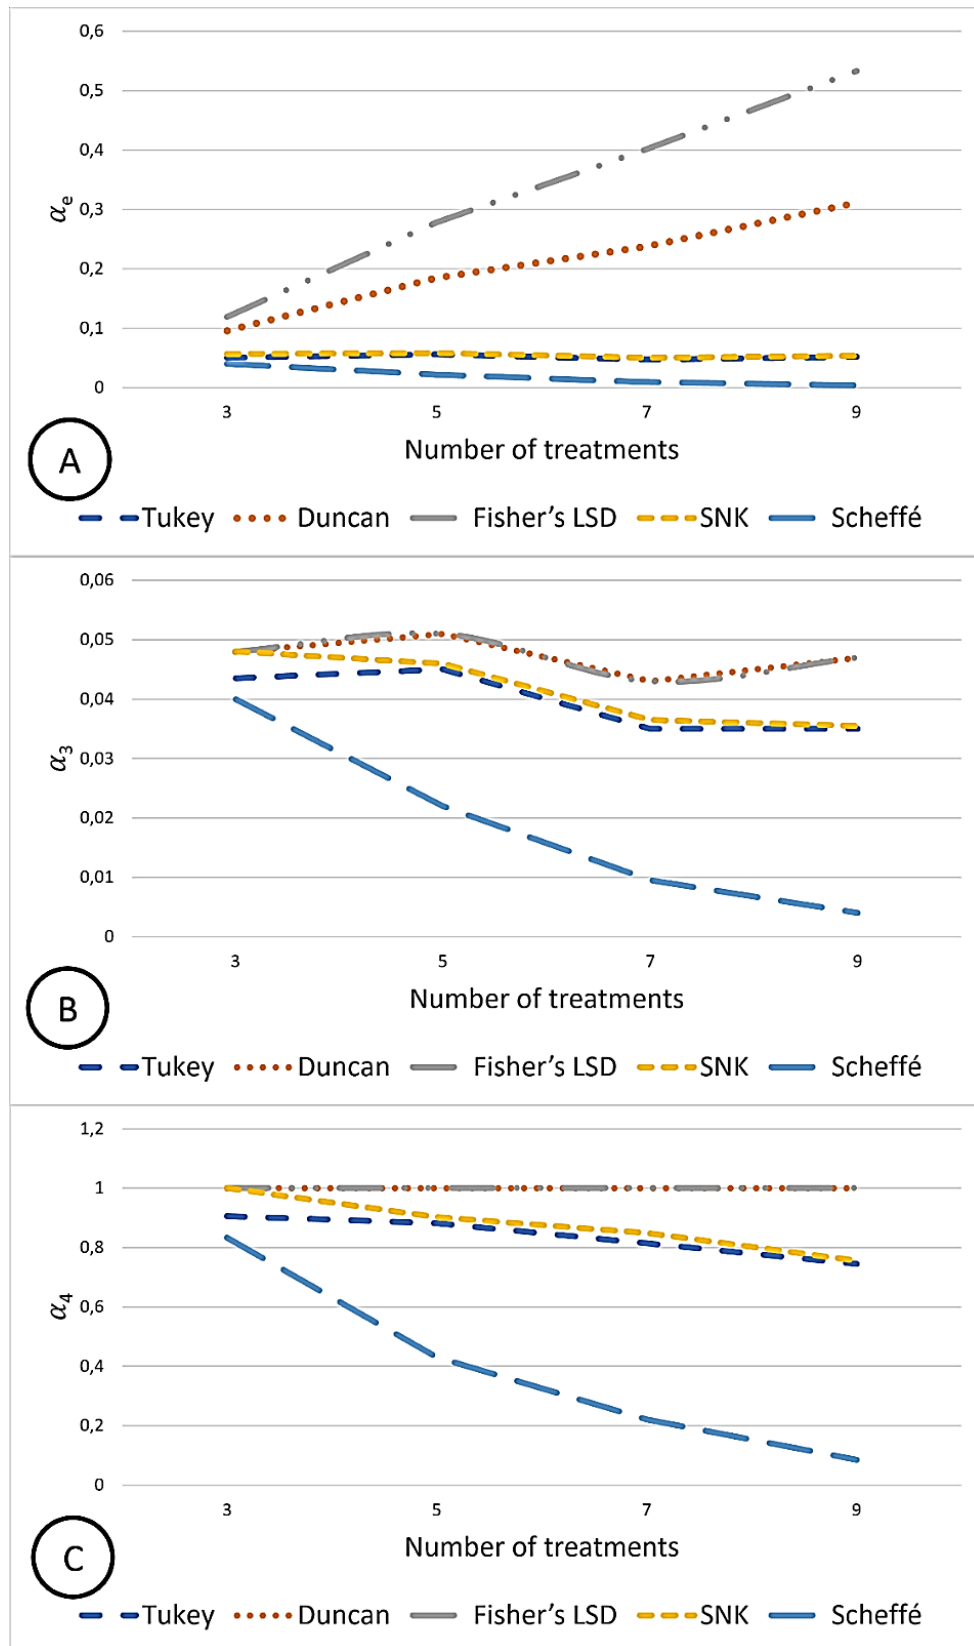 0,6
0,5
0,4
0,3
0,2
0,1
0
αe
3 5 7 9
Number of treatments
A
Tukey Duncan Fisher’s LSD SNK Scheffé
0,06
0,05
0,04
0,03
0,02
0,01
0
α3
3 5 7 9
Number of treatments
B
Tukey Duncan Fisher’s LSD SNK Scheffé
1,2
1
0,8
0,6
0,4
0,2
0
α4
3 5 7 9
Number of treatments
C
Tukey Duncan Fisher’s LSD SNK Scheffé